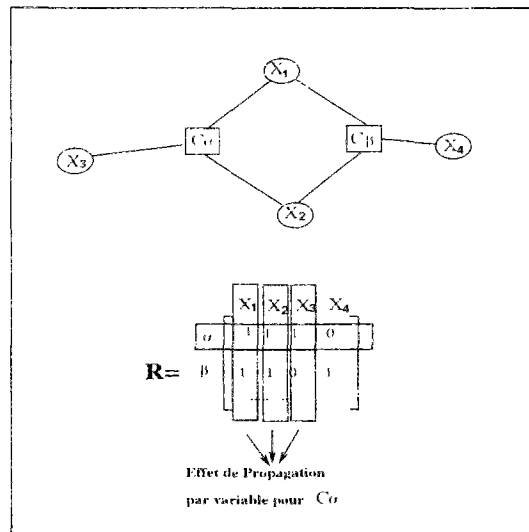 X₁
Cα Cβ
X₃ X₄
X₂
X₁ X₂ X₃ X₄
α 1 1 1 0
R= β 1 1 0 1
Effet de Propagation
par variable pour Cα